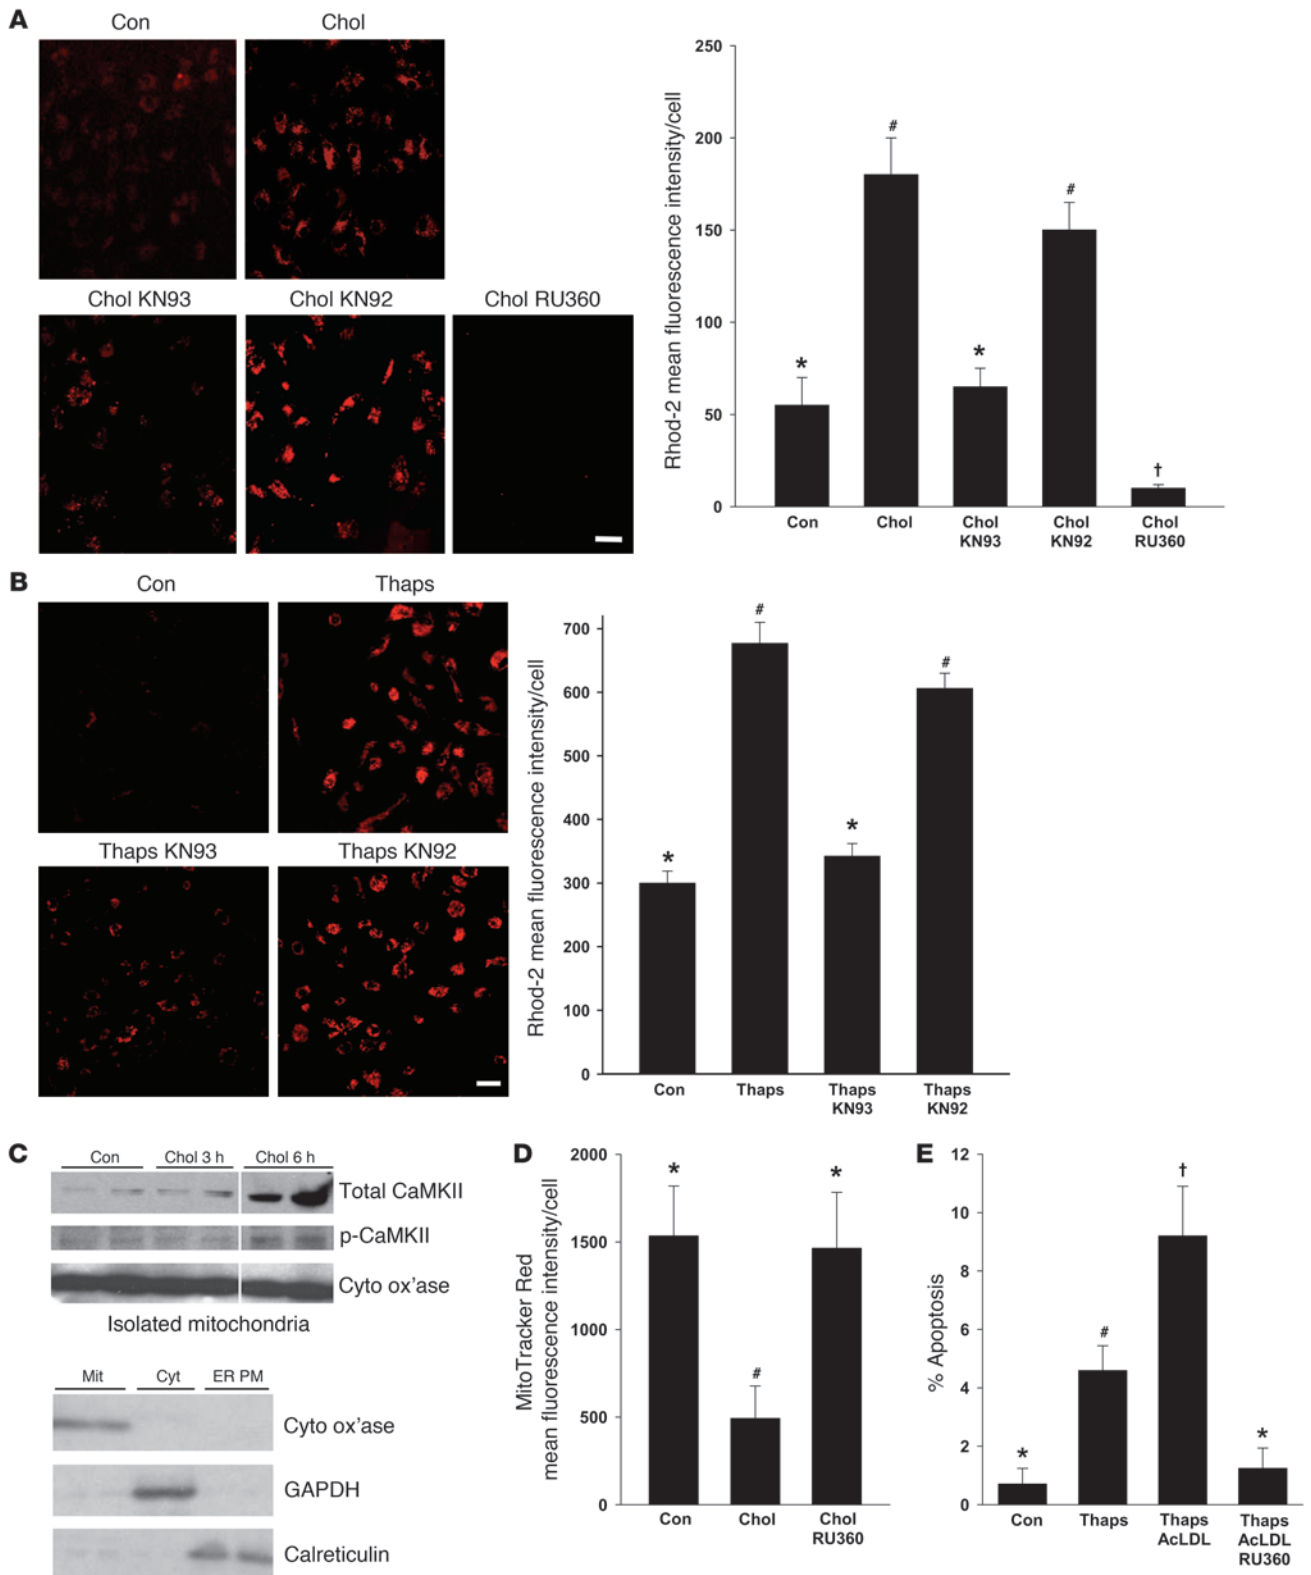 A
Con Chol
Chol KN93 Chol KN92 Chol RU360
Rhod-2 mean fluorescence intensity/cell
250
200
150
100
50
0
#
#
*
*
†
Con Chol Chol KN93 Chol KN92 Chol RU360
B
Con Thaps
Thaps KN93 Thaps KN92
Rhod-2 mean fluorescence intensity/cell
700
600
500
400
300
200
100
0
#
#
*
*
Con Thaps Thaps KN93 Thaps KN92
C
Con Chol 3 h Chol 6 h
Total CaMKII
p-CaMKII
Cyto ox'ase
Isolated mitochondria
Mit Cyt ER PM
Cyto ox'ase
GAPDH
Calreticulin
D
MitoTracker Red
mean fluorescence intensity/cell
2000
1500
1000
500
0
*
#
*
Con Chol Chol RU360
E
% Apoptosis
12
10
8
6
4
2
0
*
#
†
*
Con Thaps Thaps AcLDL Thaps AcLDL RU360